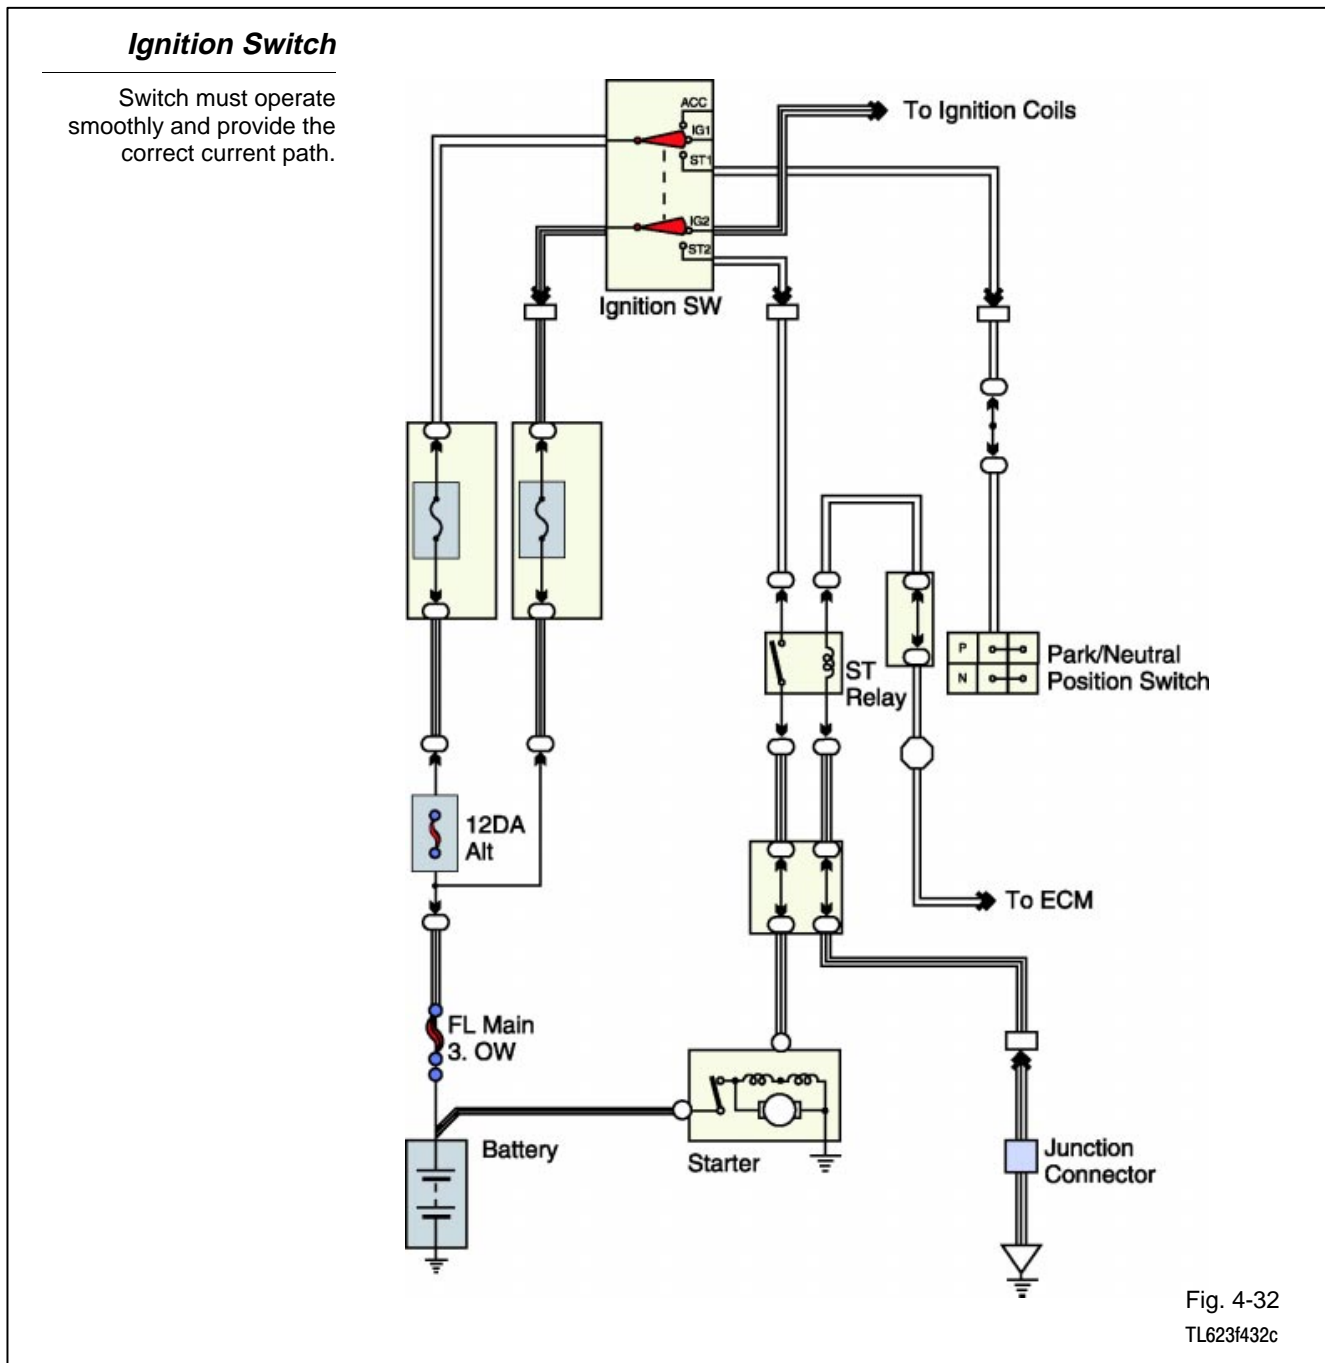 Ignition Switch
Switch must operate
smoothly and provide the
correct current path.
ACC
IG1
ST1
IG2
ST2
Ignition SW
To Ignition Coils
P
N
Park/Neutral
Position Switch
ST
Relay
12DA
Alt
To ECM
FL Main
3. OW
Battery
Starter
Junction
Connector
Fig. 4-32
TL623f432c